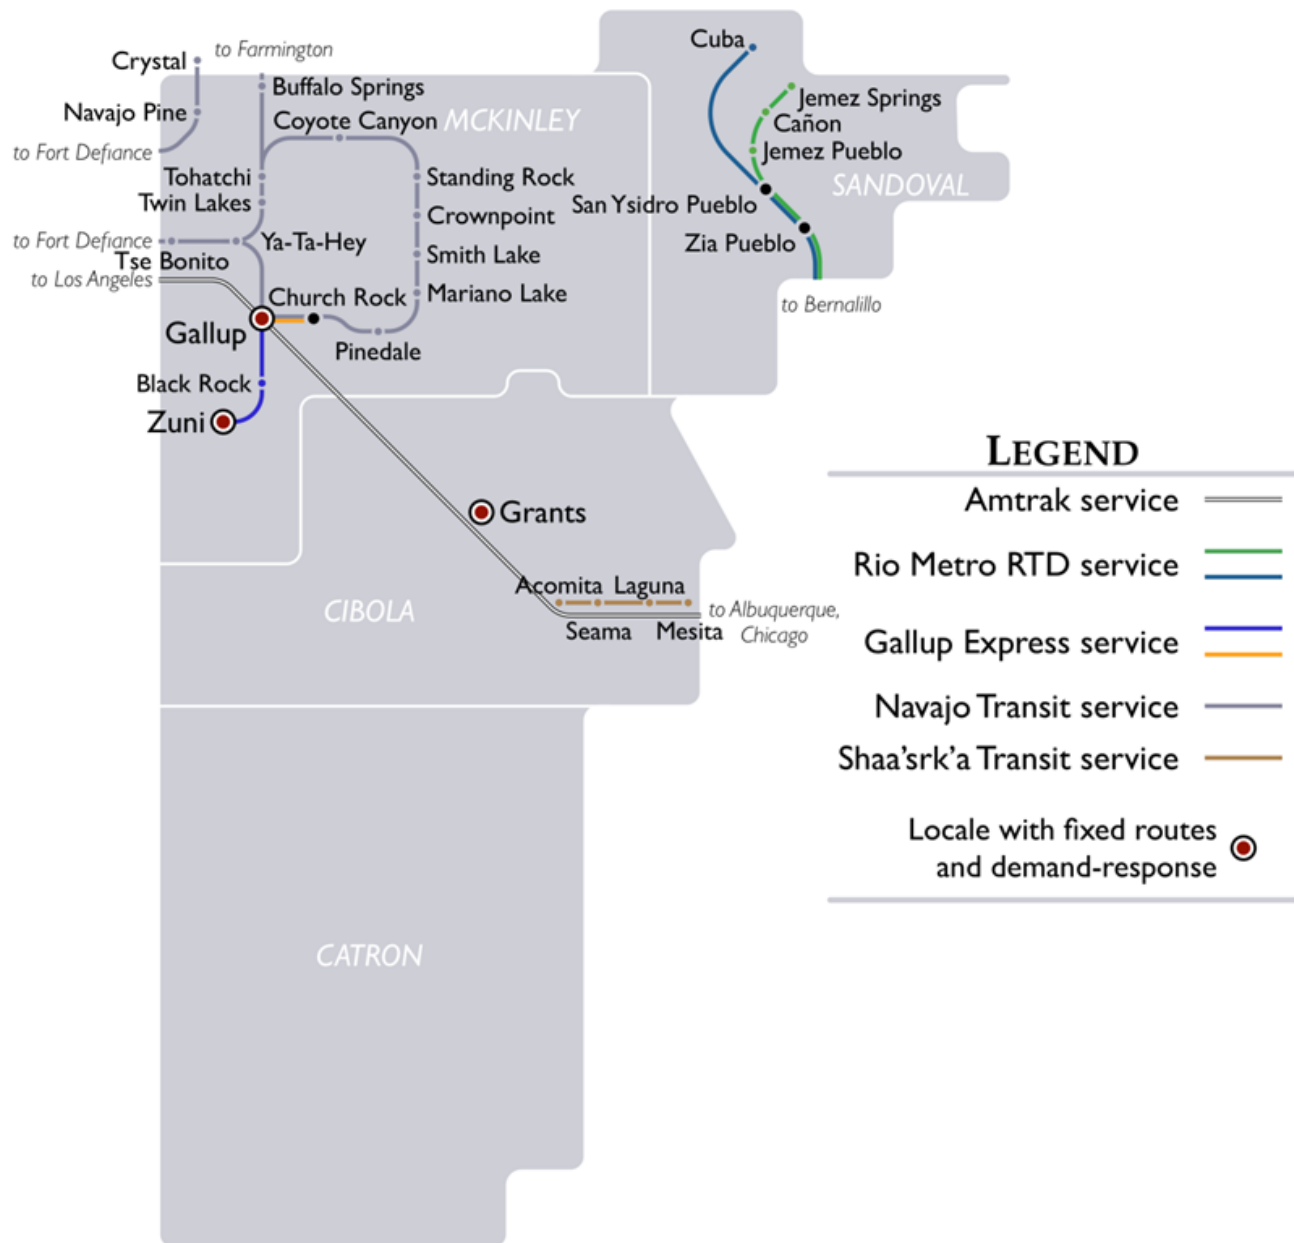 Cuba
Crystal
to Farmington
Buffalo Springs
Navajo Pine
Coyote Canyon
MCKINLEY
Jemez Springs
Cañon
to Fort Defiance
Jemez Pueblo
Tohatchi
Standing Rock
SANDOVAL
Twin Lakes
Crownpoint
San Ysidro Pueblo
to Fort Defiance
Ya-Ta-Hey
Zia Pueblo
Tse Bonito
Smith Lake
to Los Angeles
Church Rock
Mariano Lake
to Bernalillo
Gallup
Pinedale
Black Rock
Zuni
LEGEND
Grants
Amtrak service
Rio Metro RTD service
Acomita Laguna
CIBOLA
to Albuquerque,
Chicago
Seama
Mesita
Gallup Express service
Navajo Transit service
Shaa'srk'a Transit service
Locale with fixed routes
and demand-response
CATRON